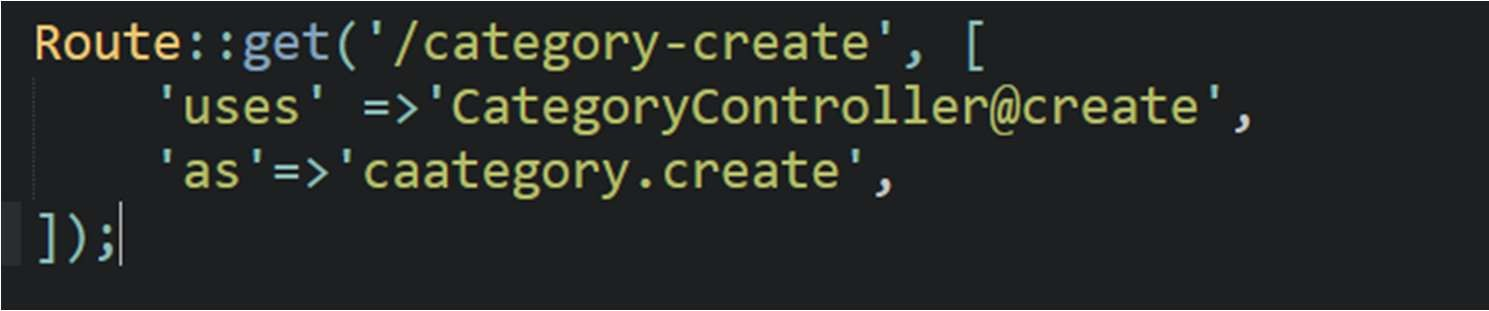 Route::get('/category-create', [
'uses' =>'CategoryController@create',
'as'=>'caategory.create',
]);